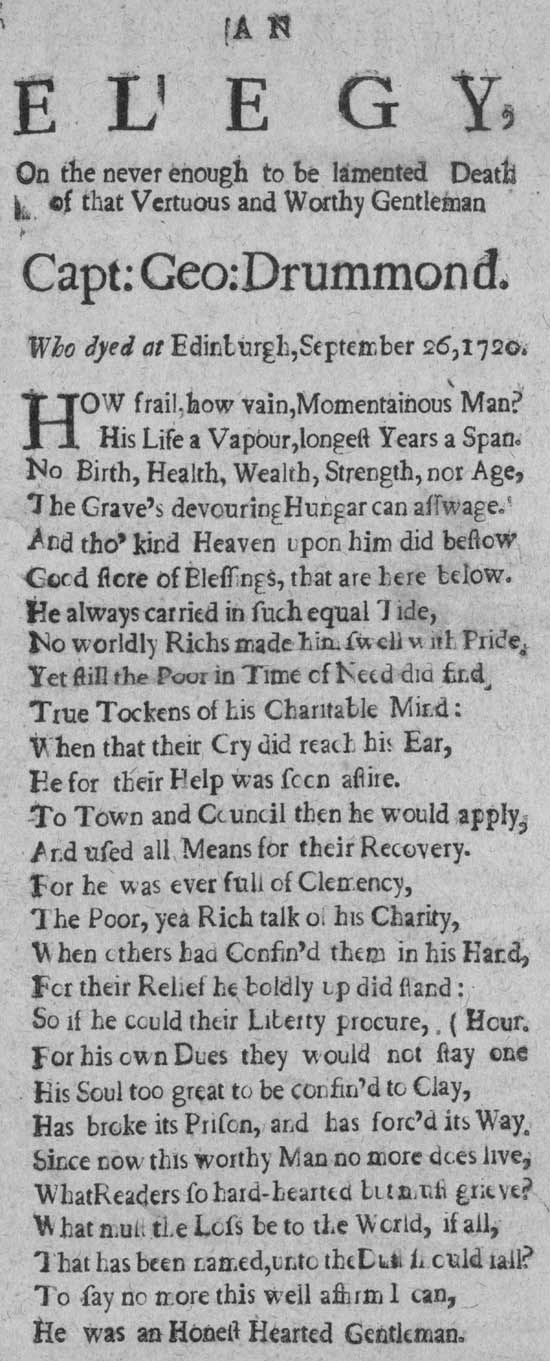 AN
ELEGY,
On the never enough to be lamented Death
of that Vertuous and Worthy Gentleman
Capt: Geo: Drummond.
Who dyed at Edinburgh, September 26, 1720.
HOW frail, how vain, Momentainous Man?
His Life a Vapour, longeſt Years a Span.
No Birth, Health, Wealth, Strength, nor Age,
The Grave's devouring Hungar can aſſwage.
And tho' kind Heaven upon him did beſtow
Good ſtore of Bleſſings, that are here below.
He always carried in ſuch equal Tide,
No worldly Richs made him ſwell with Pride,
Yet ſtill the Poor in Time of Need did find,
True Tockens of his Charitable Mind:
When that their Cry did reach his Ear,
He for their Help was ſeen aſtire.
To Town and Council then he would apply,
And uſed all Means for their Recovery.
For he was ever full of Clemency,
The Poor, yea Rich talk of his Charity,
When others had Confin'd them in his Hand,
For their Relief he boldly up did ſtand:
So if he could their Liberty procure, (Hour.
For his own Dues they would not ſtay one
His Soul too great to be confin'd to Clay,
Has broke its Priſon, and has forc'd its Way.
Since now this worthy Man no more does live,
What Readers ſo hard-hearted but muſt grieve?
What muſt the Loſs be to the World, if all,
That has been named, unto the Duſt ſhould fall?
To ſay no more this well affirm I can,
He was an Honeſt Hearted Gentleman.